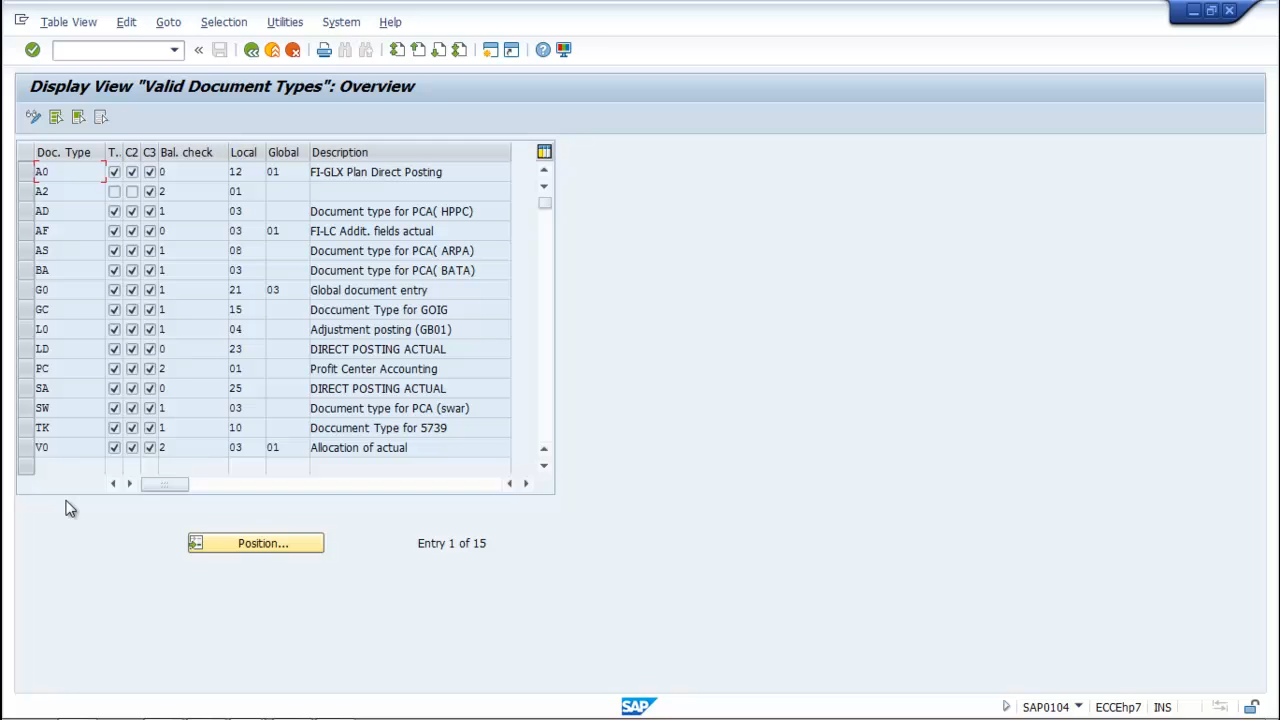 Table View Edit Goto Selection Utilities System Help
Display View "Valid Document Types": Overview
Doc. Type T.. C2 C3 Bal. check Local Global Description
A0 0 12 01 FI-GLX Plan Direct Posting
A2 2 01
AD 1 03 Document type for PCA( HPPC)
AF 0 03 01 FI-LC Addit. fields actual
AS 1 08 Document type for PCA( ARPA)
BA 1 03 Document type for PCA( BATA)
G0 1 21 03 Global document entry
GC 1 15 Doccument Type for GOIG
L0 1 04 Adjustment posting (GB01)
LD 0 23 DIRECT POSTING ACTUAL
PC 2 01 Profit Center Accounting
SA 0 25 DIRECT POSTING ACTUAL
SW 1 03 Document type for PCA (swar)
TK 1 10 Doccument Type for 5739
V0 2 03 01 Allocation of actual
Position... Entry 1 of 15
SAP SAP0104 ECCEhp7 INS